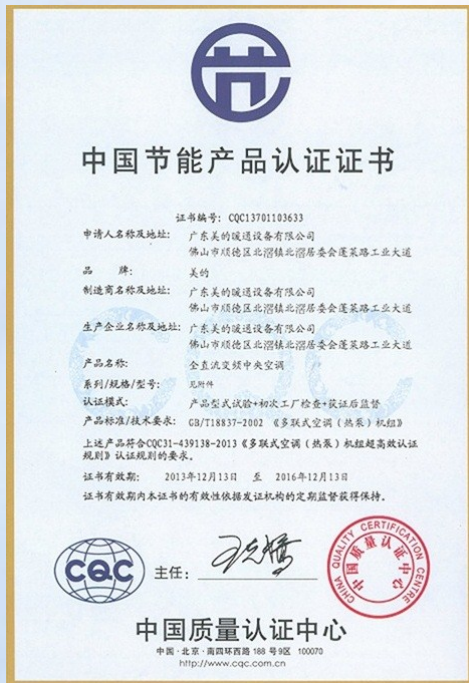 中国节能产品认证证书
证书编号: CQC13701103633
申请人名称及地址: 广东美的暖通设备有限公司
佛山市顺德区北滘镇北滘居委会蓬莱路工业大道
品 牌: 美的
制造商名称及地址: 广东美的暖通设备有限公司
佛山市顺德区北滘镇北滘居委会蓬莱路工业大道
生产企业名称及地址: 广东美的暖通设备有限公司
佛山市顺德区北滘镇北滘居委会蓬莱路工业大道
产品名称: 全直流变频中央空调
系列/规格/型号: 见附件
认证模式: 产品型式试验+初次工厂检查+获证后监督
产品标准/技术要求: GB/T18837-2002 《多联式空调(热泵)机组》
上述产品符合CQC31-439138-2013《多联式空调(热泵)机组超高效认证
规则》认证规则的要求。
证书有效期: 2013年12月13日 至 2016年12月13日
证书有效期内本证书的有效性依据发证机构的定期监督获得保持。
CQC
CQC
主任:
CHINA QUALITY CERTIFICATION CENTRE
中国质量认证中心
中国质量认证中心
中国·北京·南四环西路 188 号9区 100070
http://www.cqc.com.cn